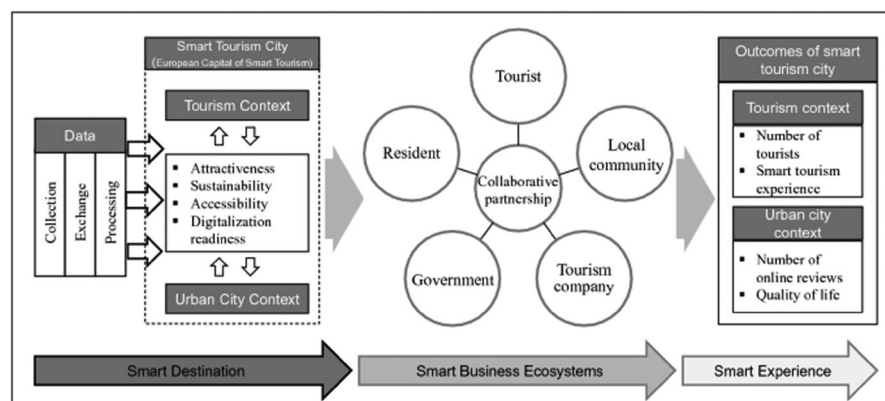 Smart Tourism City
(European Capital of Smart Tourism)
Tourism Context
Data
Collection
Exchange
Processing
Attractiveness
Sustainability
Accessibility
Digitalization
readiness
Urban City Context
Tourist
Resident
Local
community
Collaborative
partnership
Government
Tourism
company
Outcomes of smart
tourism city
Tourism context
Number of
tourists
Smart tourism
experience
Urban city
context
Number of
online reviews
Quality of life
Smart Destination
Smart Business Ecosystems
Smart Experience